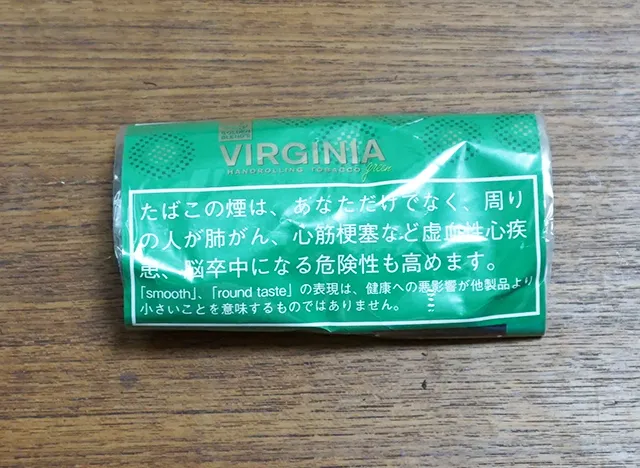 VIRGINIA
HANDROLLING TOBACCO green
たばこの煙は、あなただけでなく、周り
の人が肺がん、心筋梗塞など虚血性心疾
患、脳卒中になる危険性も高めます。
「smooth」、「round taste」の表現は、健康への悪影響が他製品より
小さいことを意味するものではありません。